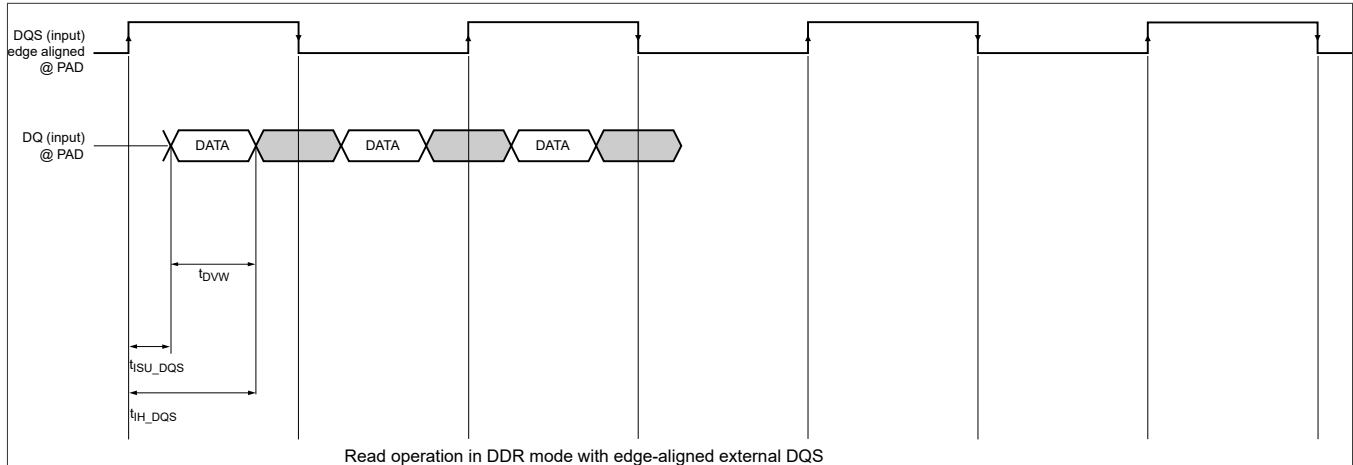 DQS (input)
edge aligned
@ PAD
DQ (input)
@ PAD
DATA
DATA
DATA
tDVW
tISU_DQS
tIH_DQS
Read operation in DDR mode with edge-aligned external DQS